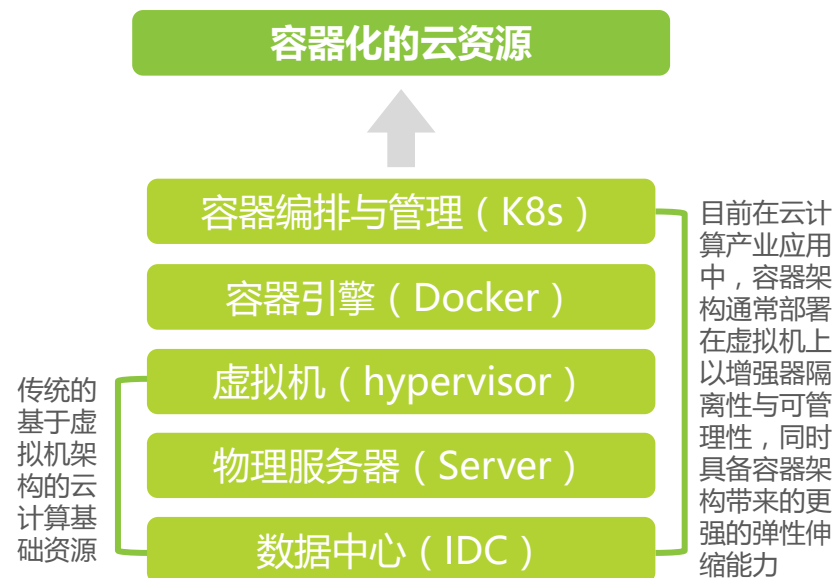 容器化的云资源
容器编排与管理（K8s）
容器引擎（Docker）
虚拟机（hypervisor）
物理服务器（Server）
数据中心（IDC）
传统的
基于虚
拟机架
构的云
计算基
础资源
目前在云计
算产业应用
中，容器架
构通常部署
在虚拟机上
以增强器隔
离性与可管
理性，同时
具备容器架
构带来的更
强的弹性伸
缩能力